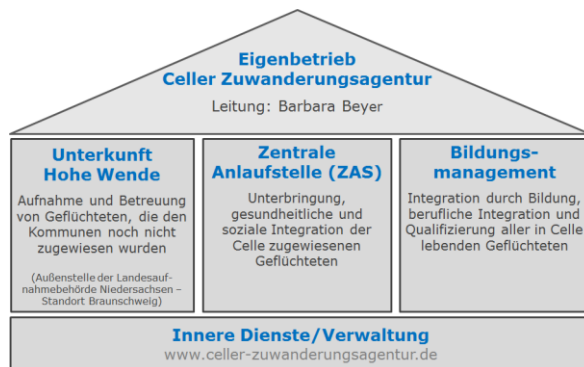 Eigenbetrieb
Celler Zuwanderungsagentur
Leitung: Barbara Beyer
Unterkunft
Hohe Wende
Aufnahme und Betreuung
von Geflüchteten, die den
Kommunen noch nicht
zugewiesen wurden
(Außenstelle der Landesauf-
nahmebehörde Niedersachsen –
Standort Braunschweig)
Zentrale
Anlaufstelle (ZAS)
Unterbringung,
gesundheitliche und
soziale Integration der
Celle zugewiesenen
Geflüchteten
Bildungs-
management
Integration durch Bildung,
berufliche Integration und
Qualifizierung aller in Celle
lebenden Geflüchteten
Innere Dienste/Verwaltung
www.celler-zuwanderungsagentur.de